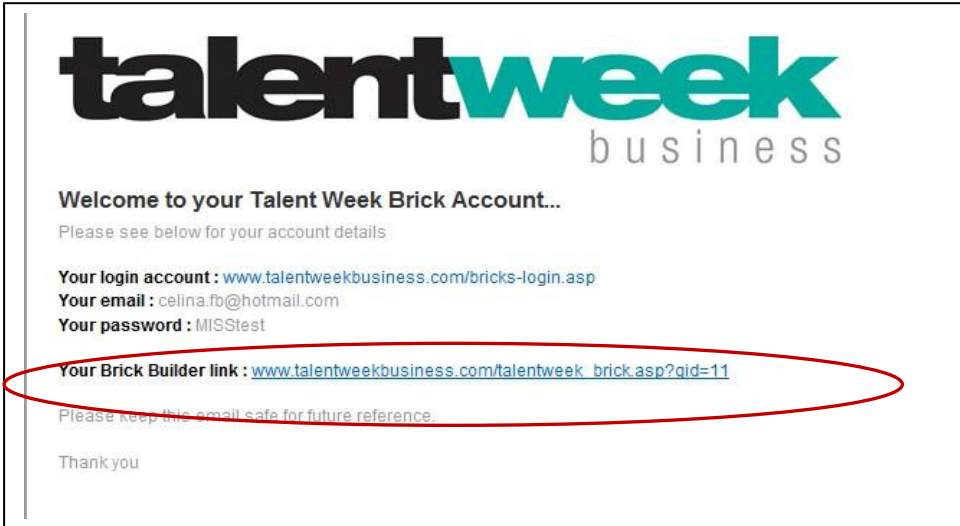 talentweek
business
Welcome to your Talent Week Brick Account...
Please see below for your account details
Your login account : www.talentweekbusiness.com/bricks-login.asp
Your email : celina.fb@hotmail.com
Your password : MISStest
Your Brick Builder link : www.talentweekbusiness.com/talentweek_brick.asp?qid=11
Please keep this email safe for future reference.
Thank you